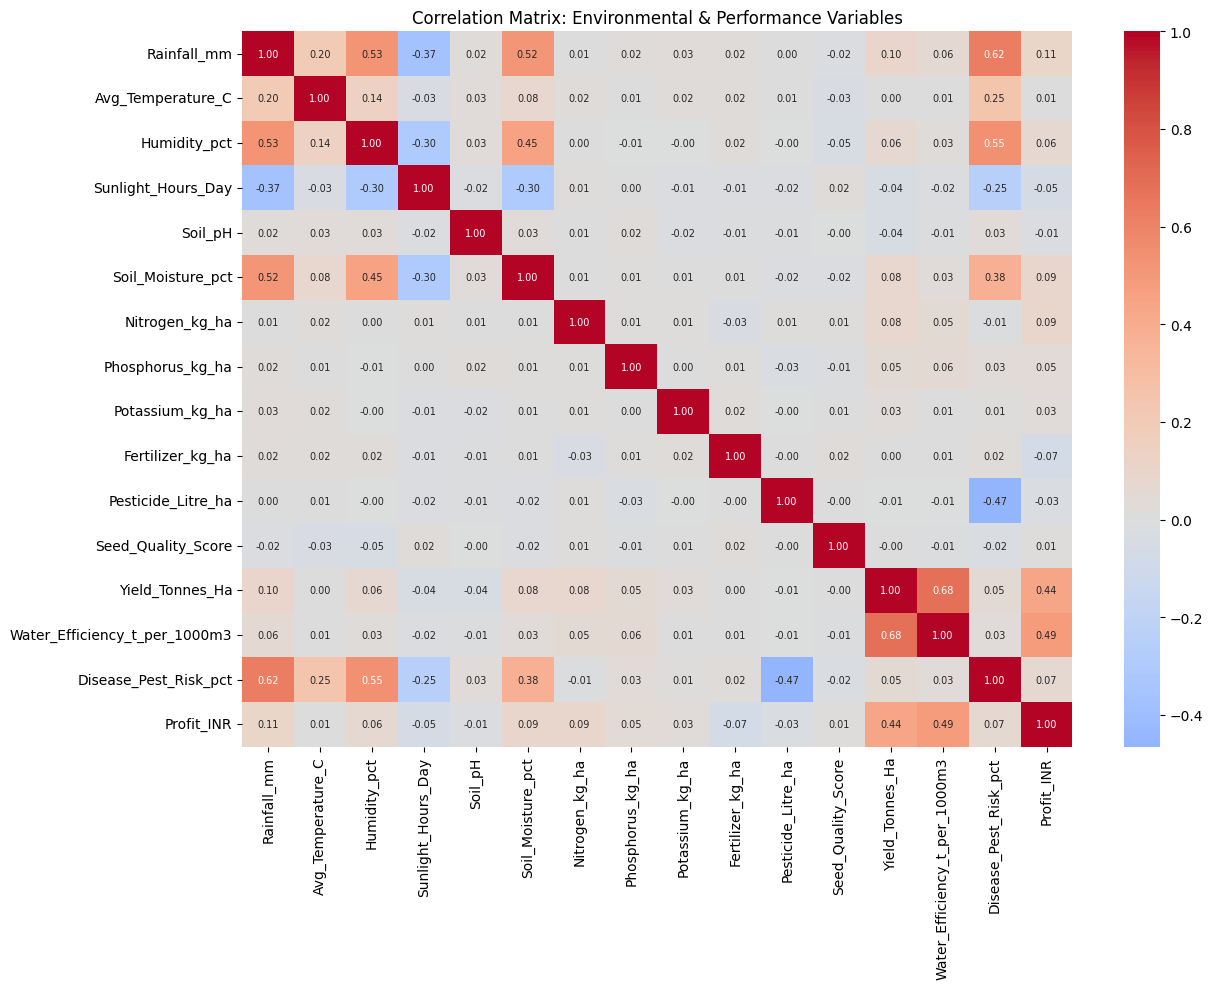 Correlation Matrix: Environmental & Performance Variables
Rainfall_mm 1.00 0.20 0.53 -0.37 0.02 0.52 0.01 0.02 0.03 0.02 0.00 -0.02 0.10 0.06 0.62 0.11
Avg_Temperature_C 0.20 1.00 0.14 -0.03 0.03 0.08 0.02 0.01 0.02 0.02 0.01 -0.03 0.00 0.01 0.25 0.01
Humidity_pct 0.53 0.14 1.00 -0.30 0.03 0.45 0.00 -0.01 -0.00 0.02 -0.00 -0.05 0.06 0.03 0.55 0.06
Sunlight_Hours_Day -0.37 -0.03 -0.30 1.00 -0.02 -0.30 0.01 0.00 -0.01 -0.01 -0.02 0.02 -0.04 -0.02 -0.25 -0.05
Soil_pH 0.02 0.03 0.03 -0.02 1.00 0.03 0.01 0.02 -0.02 -0.01 -0.01 -0.00 -0.04 -0.01 0.03 -0.01
Soil_Moisture_pct 0.52 0.08 0.45 -0.30 0.03 1.00 0.01 0.01 0.01 0.01 -0.02 -0.02 0.08 0.03 0.38 0.09
Nitrogen_kg_ha 0.01 0.02 0.00 0.01 0.01 0.01 1.00 0.01 0.01 -0.03 0.01 0.01 0.08 0.05 -0.01 0.09
Phosphorus_kg_ha 0.02 0.01 -0.01 0.00 0.02 0.01 0.01 1.00 0.00 0.01 -0.03 -0.01 0.05 0.06 0.03 0.05
Potassium_kg_ha 0.03 0.02 -0.00 -0.01 -0.02 0.01 0.01 0.00 1.00 0.02 -0.00 0.01 0.03 0.01 0.01 0.03
Fertilizer_kg_ha 0.02 0.02 0.02 -0.01 -0.01 0.01 -0.03 0.01 0.02 1.00 -0.00 0.02 0.00 0.01 0.02 -0.07
Pesticide_Litre_ha 0.00 0.01 -0.00 -0.02 -0.01 -0.02 0.01 -0.03 -0.00 -0.00 1.00 -0.00 -0.01 -0.01 -0.47 -0.03
Seed_Quality_Score -0.02 -0.03 -0.05 0.02 -0.00 -0.02 0.01 -0.01 0.01 0.02 -0.00 1.00 -0.00 -0.01 -0.02 0.01
Yield_Tonnes_Ha 0.10 0.00 0.06 -0.04 -0.04 0.08 0.08 0.05 0.03 0.00 -0.01 -0.00 1.00 0.68 0.05 0.44
Water_Efficiency_t_per_1000m3 0.06 0.01 0.03 -0.02 -0.01 0.03 0.05 0.06 0.01 0.01 -0.01 -0.01 0.68 1.00 0.03 0.49
Disease_Pest_Risk_pct 0.62 0.25 0.55 -0.25 0.03 0.38 -0.01 0.03 0.01 0.02 -0.47 -0.02 0.05 0.03 1.00 0.07
Profit_INR 0.11 0.01 0.06 -0.05 -0.01 0.09 0.09 0.05 0.03 -0.07 -0.03 0.01 0.44 0.49 0.07 1.00
Rainfall_mm
Avg_Temperature_C
Humidity_pct
Sunlight_Hours_Day
Soil_pH
Soil_Moisture_pct
Nitrogen_kg_ha
Phosphorus_kg_ha
Potassium_kg_ha
Fertilizer_kg_ha
Pesticide_Litre_ha
Seed_Quality_Score
Yield_Tonnes_Ha
Water_Efficiency_t_per_1000m3
Disease_Pest_Risk_pct
Profit_INR
1.0
0.8
0.6
0.4
0.2
0.0
−0.2
−0.4